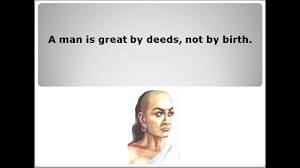 A man is great by deeds, not by birth.